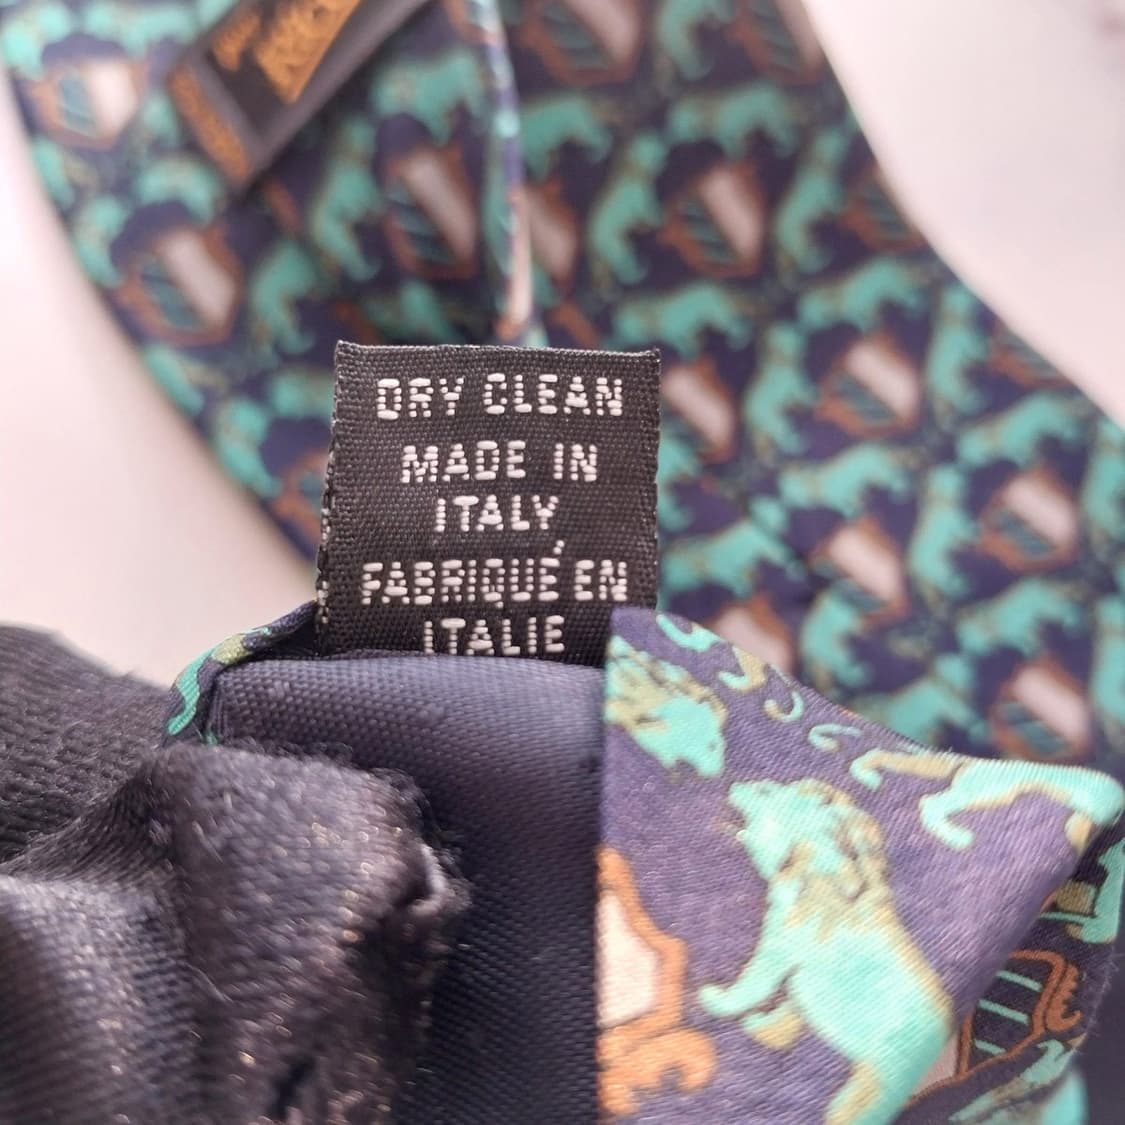 DRY CLEAN
MADE IN
ITALY
FABRIQUÉ EN
ITALIE